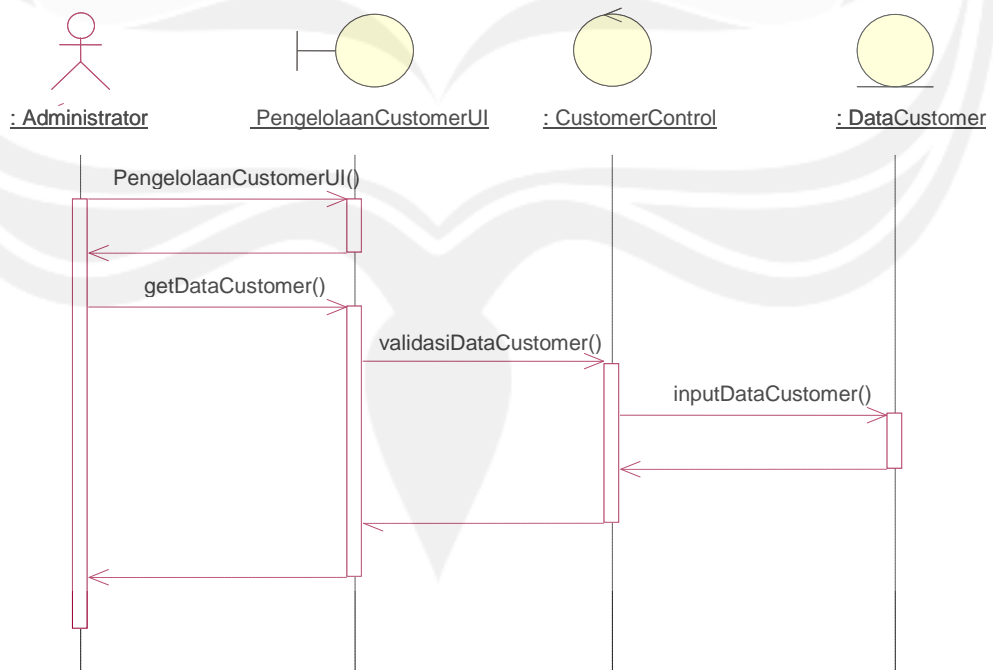 : Administrator
PengelolaanCustomerUI
: CustomerControl
: DataCustomer
PengelolaanCustomerUI()
getDataCustomer()
validasiDataCustomer()
inputDataCustomer()